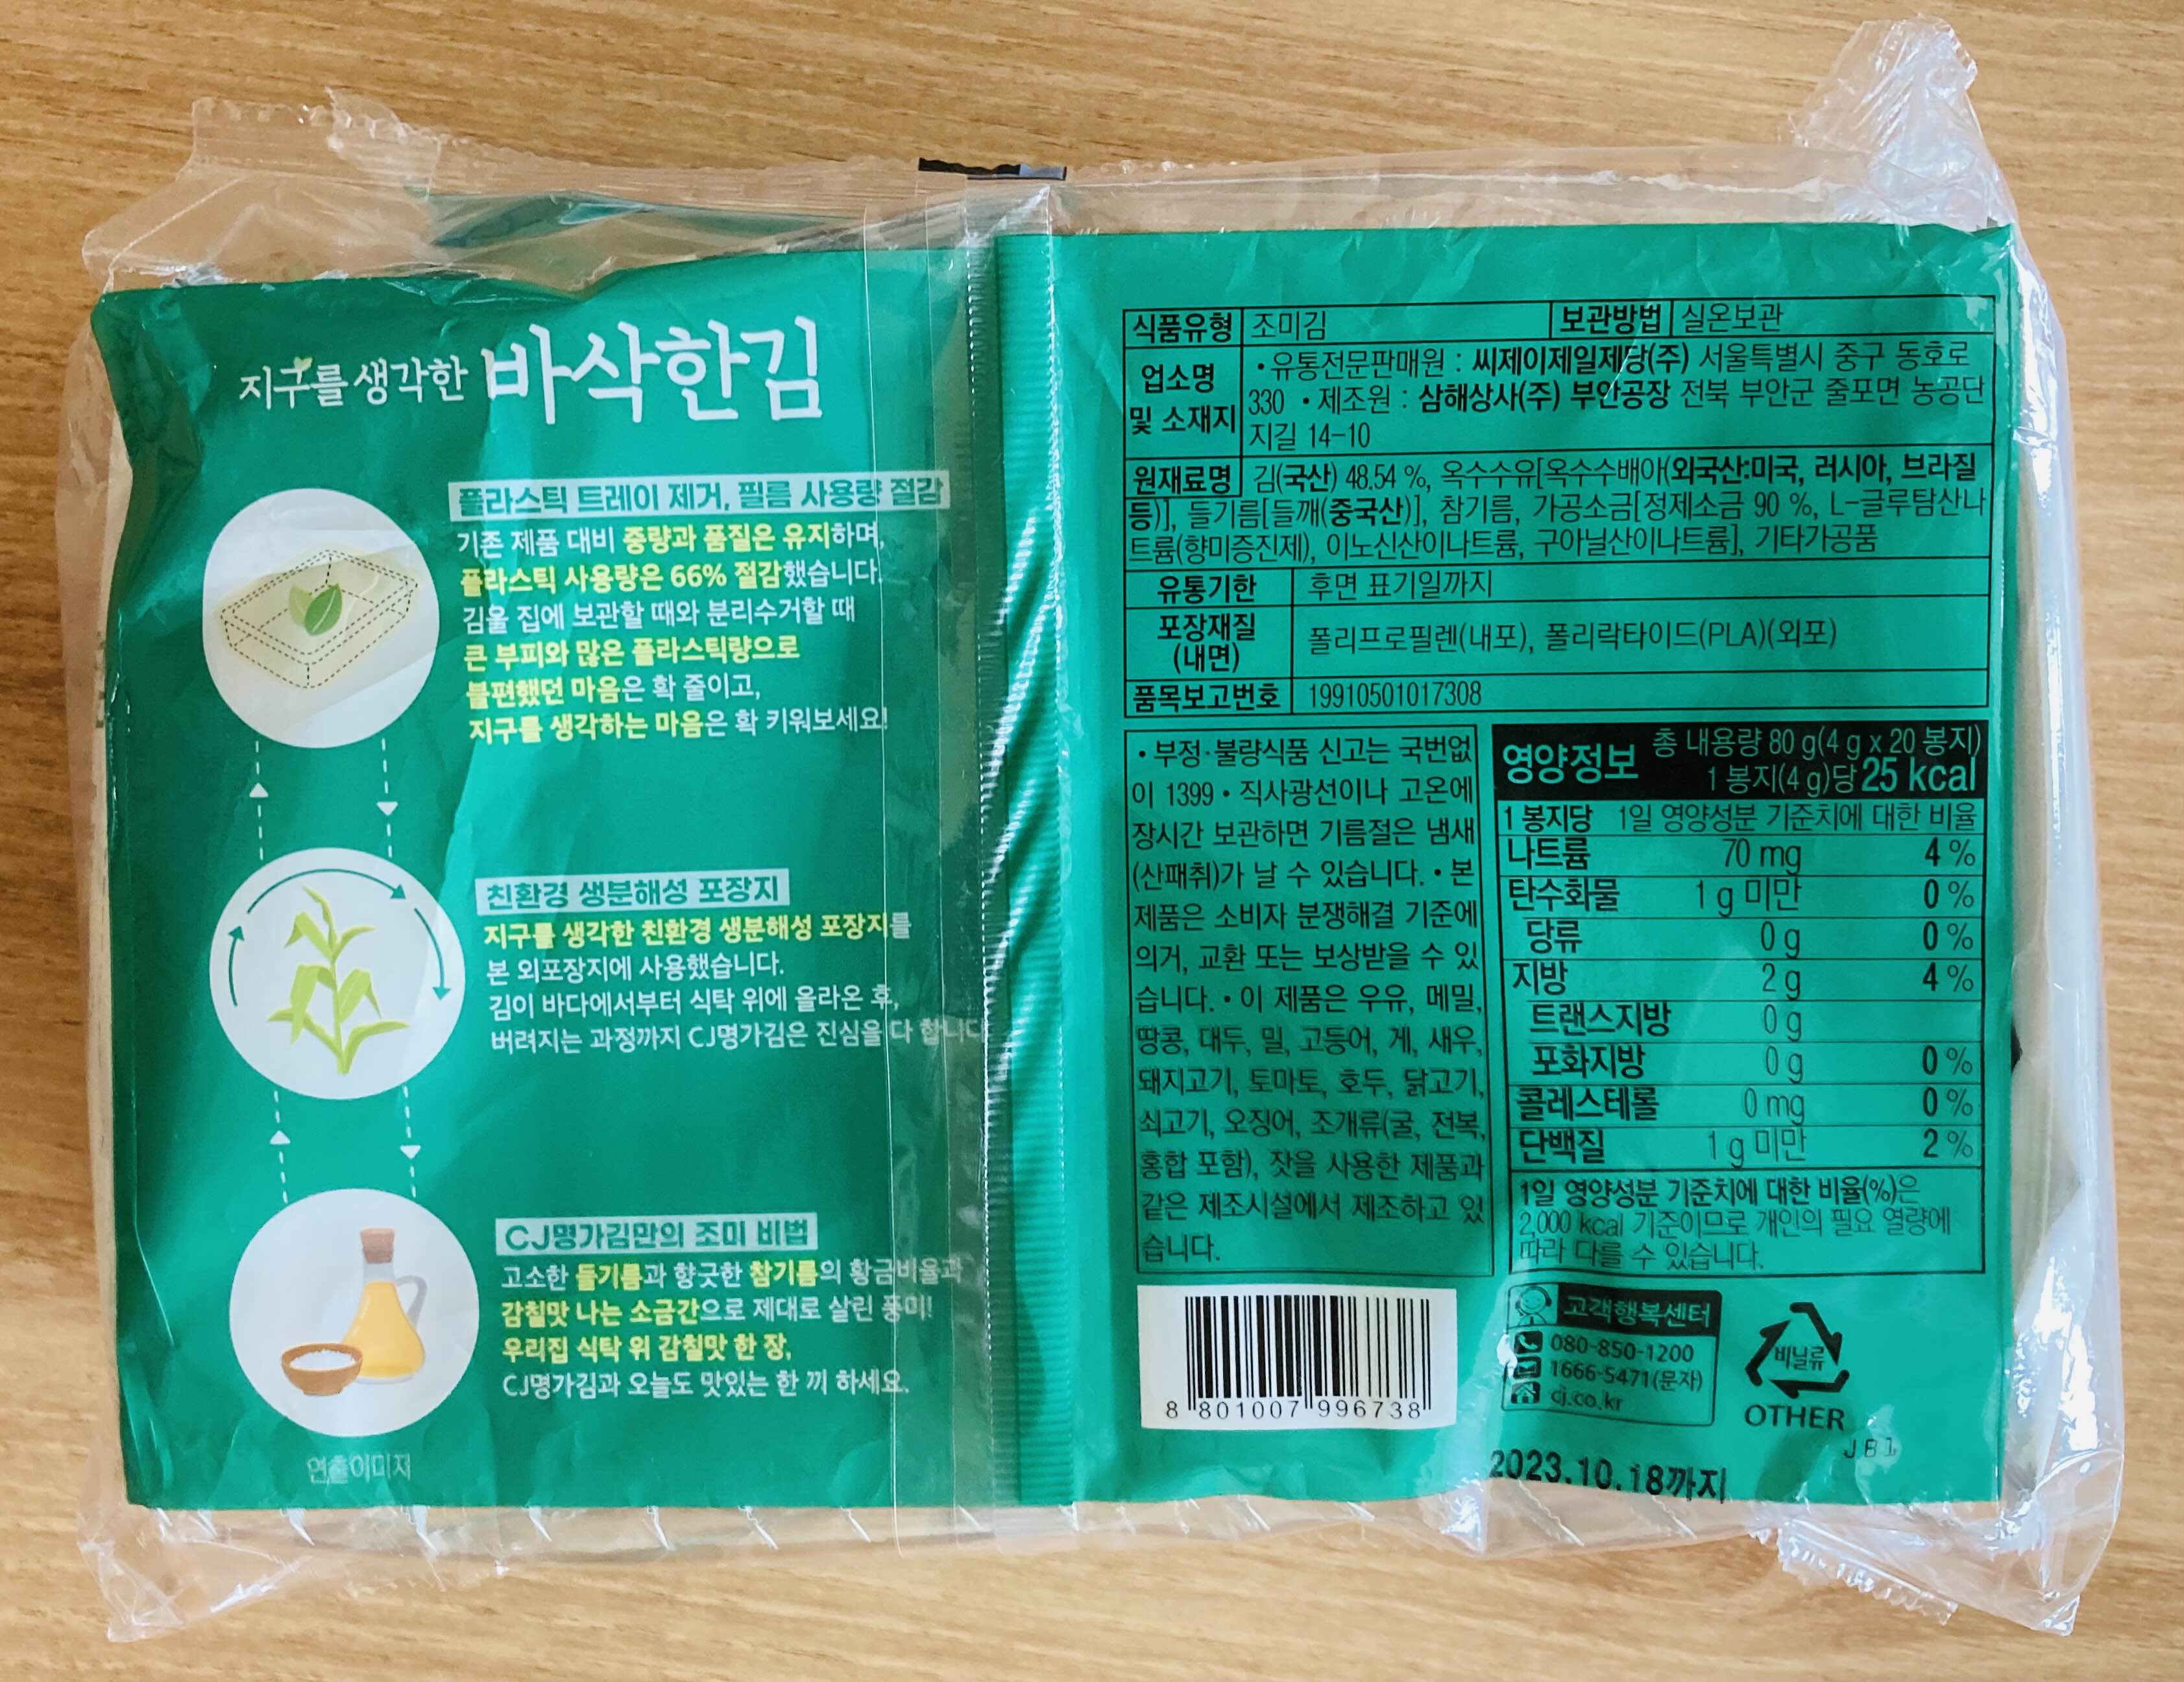 지구를 생각한 바삭한김
플라스틱 트레이 제거, 필름 사용량 절감
기존 제품 대비 중량과 품질은 유지하며,
플라스틱 사용량은 66% 절감했습니다.
김을 집에 보관할 때와 분리수거할 때
큰 부피와 많은 플라스틱량으로
불편했던 마음은 확 줄이고,
지구를 생각하는 마음은 확 키워보세요!
친환경 생분해성 포장지
지구를 생각한 친환경 생분해성 포장지를
본 외포장지에 사용했습니다.
김이 바다에서부터 식탁 위에 올라온 후,
버려지는 과정까지 CJ명가김은 진심을 다 합니다
CJ명가김만의 조미 비법
고소한 들기름과 향긋한 참기름의 황금비율과
감칠맛 나는 소금간으로 제대로 살린 풍미!
우리집 식탁 위 감칠맛 한 장,
CJ명가김과 오늘도 맛있는 한 끼 하세요.
연출이미지
식품유형 조미김 보관방법 실온보관
업소명 및 소재지
• 유통전문판매원 : 씨제이제일제당(주) 서울특별시 중구 동호로
330 • 제조원 : 삼해상사(주) 부안공장 전북 부안군 줄포면 농공단
지길 14-10
원재료명 김(국산) 48.54 %, 옥수수유[옥수수배아(외국산:미국, 러시아, 브라질
등)], 들기름[들깨(중국산)], 참기름, 가공소금[정제소금 90 %, L-글루탐산나
트륨(향미증진제), 이노신산이나트륨, 구아닐산이나트륨], 기타가공품
유통기한 후면 표기일까지
포장재질
(내면) 폴리프로필렌(내포), 폴리락타이드(PLA)(외포)
품목보고번호 19910501017308
• 부정·불량식품 신고는 국번없
이 1399 • 직사광선이나 고온에
장시간 보관하면 기름절은 냄새
(산패취)가 날 수 있습니다. • 본
제품은 소비자 분쟁해결 기준에
의거, 교환 또는 보상받을 수 있
습니다. • 이 제품은 우유, 메밀,
땅콩, 대두, 밀, 고등어, 게, 새우,
돼지고기, 토마토, 호두, 닭고기,
쇠고기, 오징어, 조개류(굴, 전복,
홍합 포함), 잣을 사용한 제품과
같은 제조시설에서 제조하고 있
습니다.
영양정보 총 내용량 80 g(4 g x 20 봉지)
1 봉지(4 g)당 25 kcal
1 봉지당 1일 영양성분 기준치에 대한 비율
나트륨 70 mg 4 %
탄수화물 1 g 미만 0 %
당류 0 g 0 %
지방 2 g 4 %
트랜스지방 0 g
포화지방 0 g 0 %
콜레스테롤 0 mg 0 %
단백질 1 g 미만 2 %
1일 영양성분 기준치에 대한 비율(%)은
2,000 kcal 기준이므로 개인의 필요 열량에
따라 다를 수 있습니다.
8 801007 996738
고객행복센터
080-850-1200
1666-5471(문자)
cj.co.kr
비닐류
OTHER
JB1
2023.10.18까지